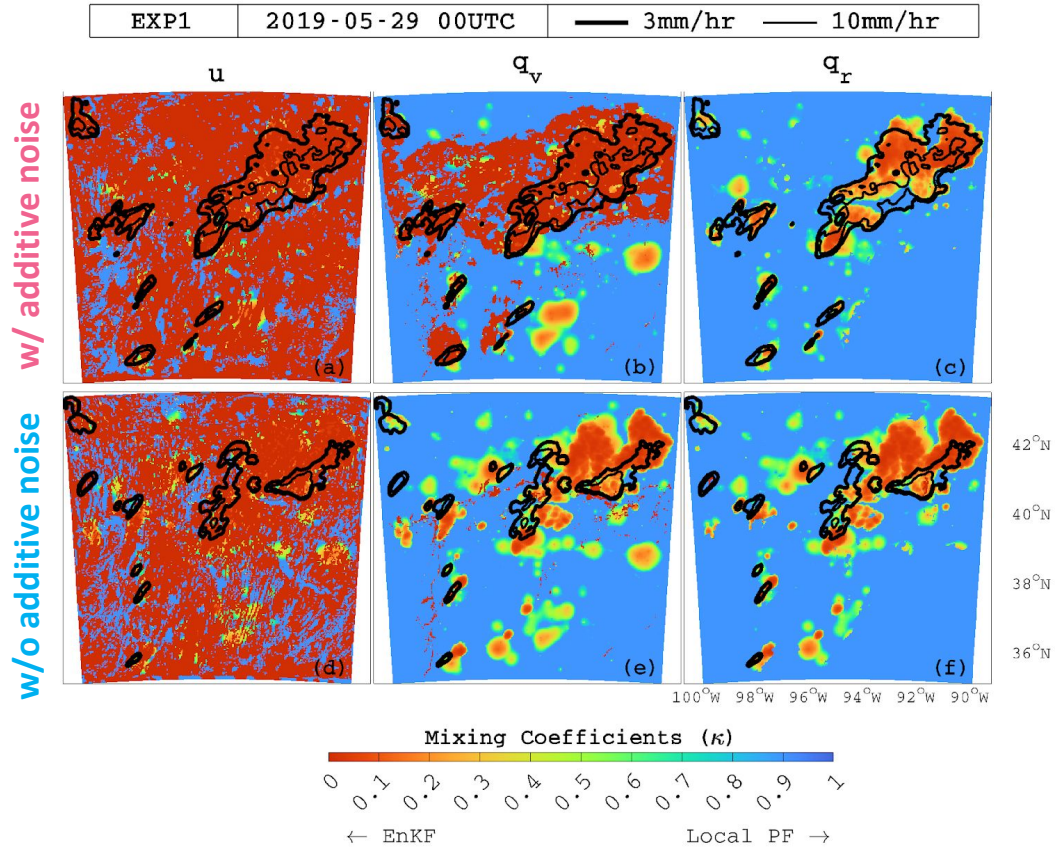 EXP1 2019-05-29 00UTC 3mm/hr 10mm/hr
u q_v q_r
w/ additive noise
(a) (b) (c)
w/o additive noise
42°N
40°N
38°N
36°N
(d) (e) (f)
100°W 98°W 96°W 94°W 92°W 90°W
Mixing Coefficients (κ)
0 0.1 0.2 0.3 0.4 0.5 0.6 0.7 0.8 0.9 1
← EnKF Local PF →